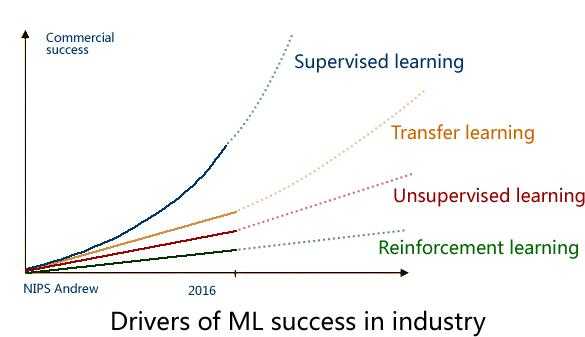 Commercial
success
Supervised learning
Transfer learning
Unsupervised learning
Reinforcement learning
NIPS Andrew
2016
Drivers of ML success in industry